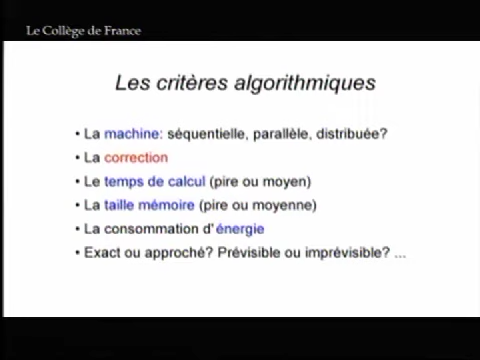 Le Collège de France
Les critères algorithmiques
• La machine: séquentielle, parallèle, distribuée?
• La correction
• Le temps de calcul (pire ou moyen)
• La taille mémoire (pire ou moyenne)
• La consommation d'énergie
• Exact ou approché? Prévisible ou imprévisible? ...